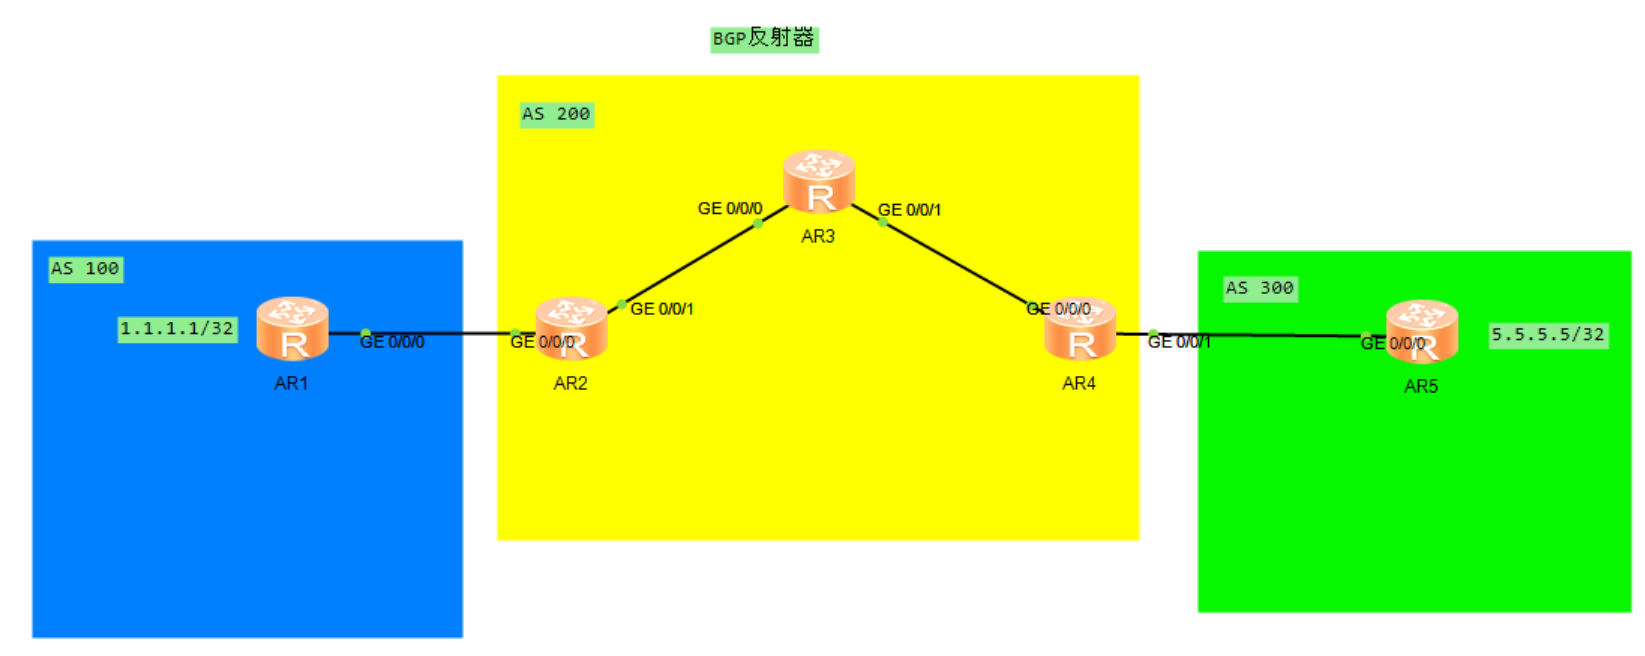 BGP反射器
AS 200
R
GE 0/0/0
GE 0/0/1
AR3
AS 100
1.1.1.1/32
R
GE 0/0/0
AR1
GE 0/0/1
GE 0/0/0
R
AR2
GE 0/0/0
R
GE 0/0/1
AR4
AS 300
GE 0/0/0
R
5.5.5.5/32
AR5